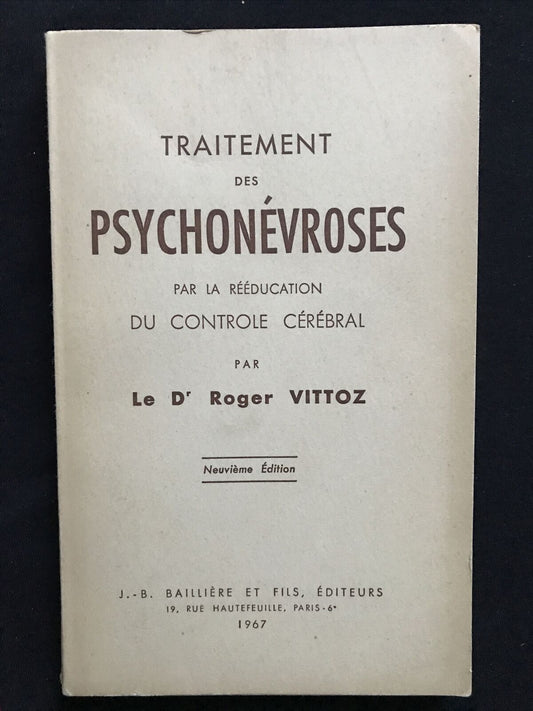 TRAITEMENT
DES
PSYCHONÉVROSES
PAR LA RÉÉDUCATION
DU CONTROLE CÉRÉBRAL
PAR
Le Dr Roger VITTOZ
Neuvième Édition
J.-B. BAILLIÈRE ET FILS, ÉDITEURS
19, RUE HAUTEFEUILLE, PARIS-6e
1967